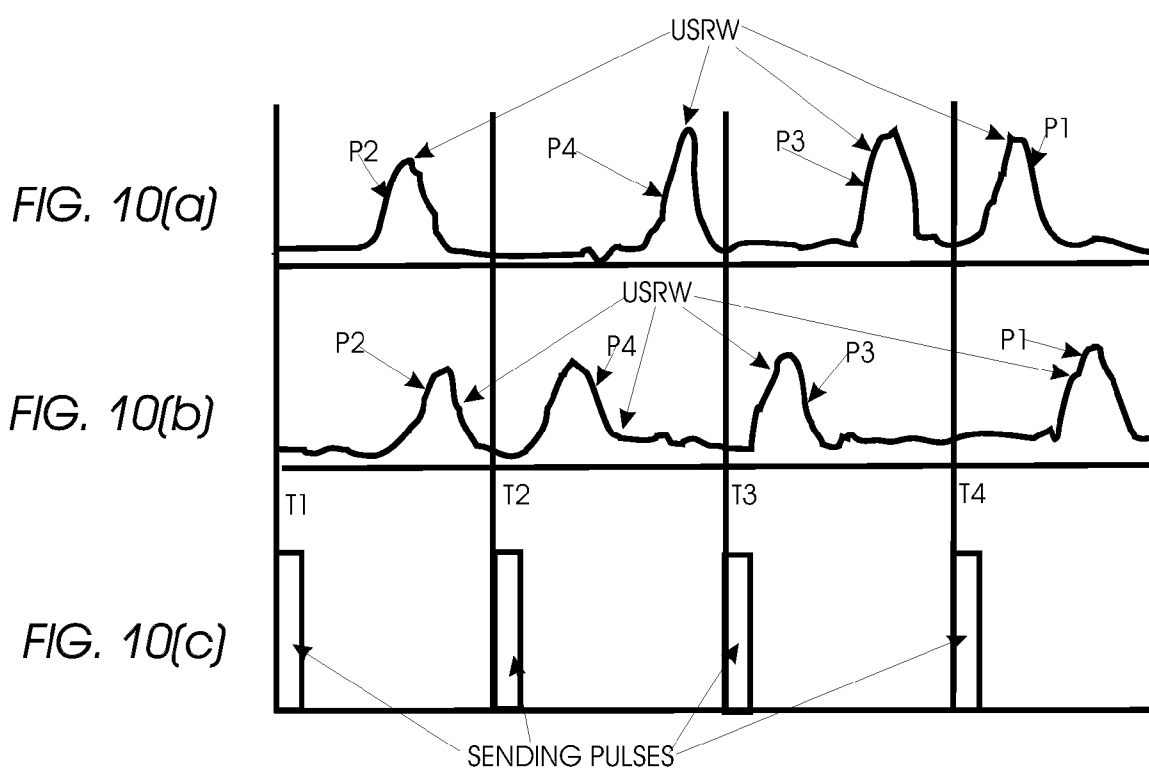 USRW
P2
P4
P3
P1
FIG. 10(a)
USRW
P2
P4
P3
P1
FIG. 10(b)
T1
T2
T3
T4
FIG. 10(c)
SENDING PULSES